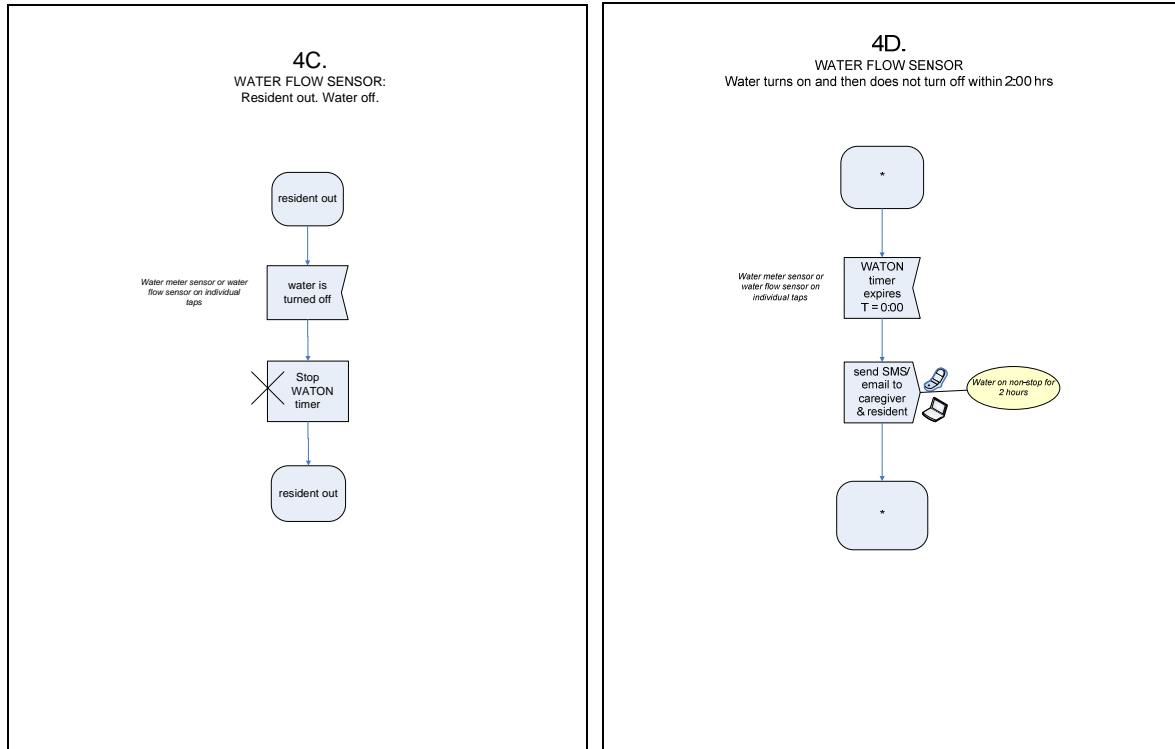 4C.
WATER FLOW SENSOR:
Resident out. Water off.
resident out
Water meter sensor or water
flow sensor on individual
taps
water is
turned off
Stop
WATON
timer
resident out
4D.
WATER FLOW SENSOR
Water turns on and then does not turn off within 2:00 hrs
*
Water meter sensor or
water flow sensor on
individual taps
WATON
timer
expires
T = 0:00
send SMS/
email to
caregiver
& resident
Water on non-stop for
2 hours
*